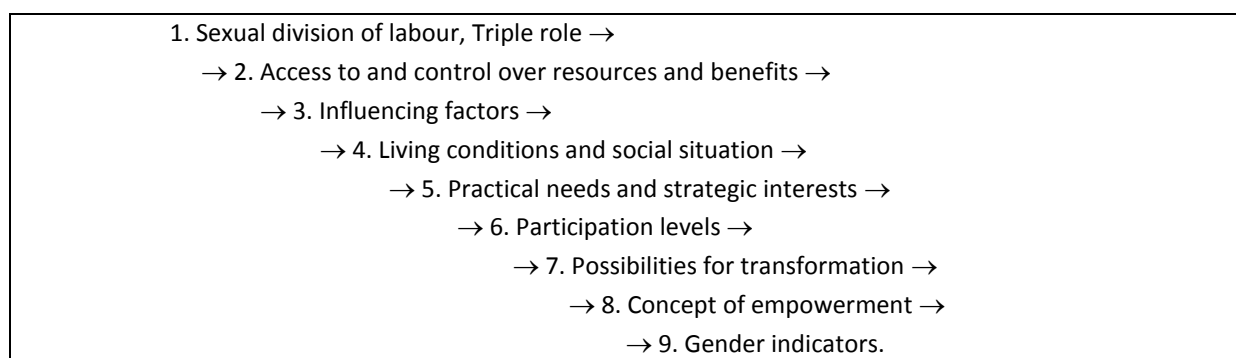 1. Sexual division of labour, Triple role →
→ 2. Access to and control over resources and benefits →
→ 3. Influencing factors →
→ 4. Living conditions and social situation →
→ 5. Practical needs and strategic interests →
→ 6. Participation levels →
→ 7. Possibilities for transformation →
→ 8. Concept of empowerment →
→ 9. Gender indicators.